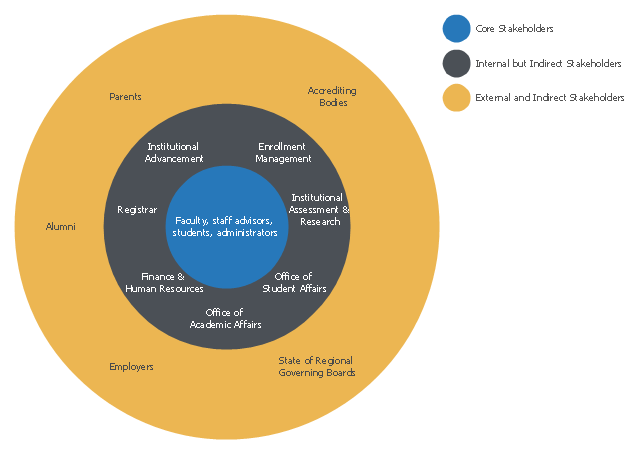 Core Stakeholders
Internal but Indirect Stakeholders
External and Indirect Stakeholders
Parents
Accrediting
Bodies
Institutional
Advancement
Enrollment
Management
Registrar
Institutional
Assessment &
Research
Alumni
Faculty, staff advisors,
students, administrators
Finance &
Human Resources
Office of
Student Affairs
Office of
Academic Affairs
Employers
State of Regional
Governing Boards